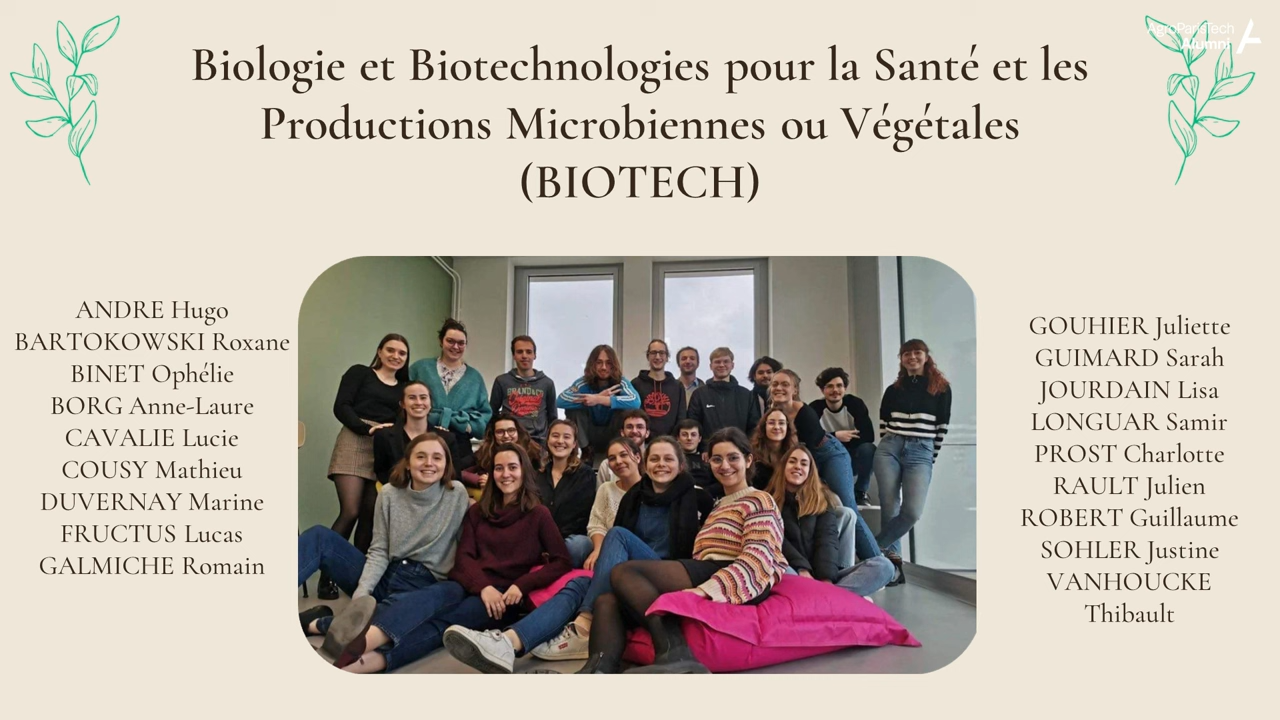 AgroParisTech
Alumni
Biologie et Biotechnologies pour la Santé et les
Productions Microbiennes ou Végétales
(BIOTECH)
ANDRE Hugo
BARTOKOWSKI Roxane
BINET Ophélie
BORG Anne-Laure
CAVALIE Lucie
COUSY Mathieu
DUVERNAY Marine
FRUCTUS Lucas
GALMICHE Romain
GOUHIER Juliette
GUIMARD Sarah
JOURDAIN Lisa
LONGUAR Samir
PROST Charlotte
RAULT Julien
ROBERT Guillaume
SOHLER Justine
VANHOUCKE
Thibault